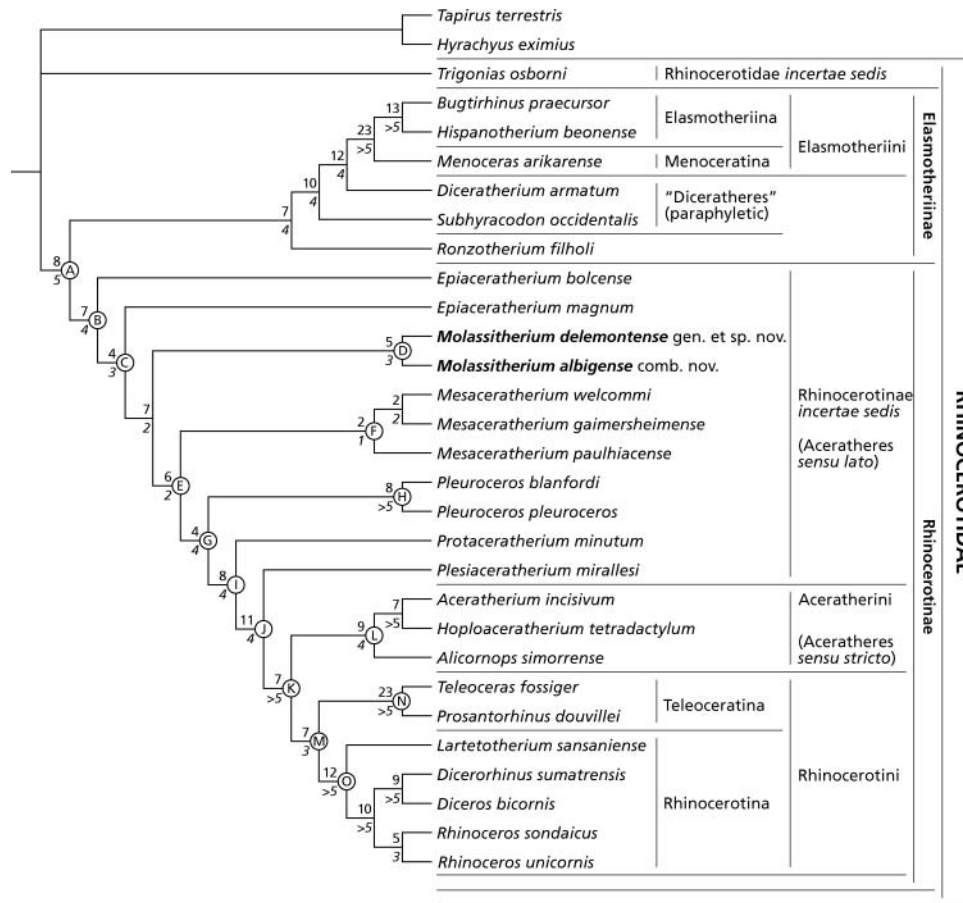 Tapirus terrestris
Hyrachyus eximius
Trigonias osborni
Rhinocerotidae incertae sedis
Bugtirhinus praecursor
Hispanotherium beonense
Elasmotheriina
Menoceras arikarense
Menoceratina
Elasmotheriini
Diceratherium armatum
Subhyracodon occidentalis
"Diceratheres"
(paraphyletic)
Ronzotherium filholi
Elasmotheriinae
13
>5
23
>5
12
4
10
4
7
4
8
5
A
Epiaceratherium bolcense
7
4
B
Epiaceratherium magnum
4
3
C
Molassitherium delemontense gen. et sp. nov.
Molassitherium albigense comb. nov.
5
3
D
7
2
Mesaceratherium welcommi
Mesaceratherium gaimersheimense
Mesaceratherium paulhiacense
2
2
2
1
F
Rhinocerotinae
incertae sedis
(Aceratheres
sensu lato)
6
2
E
Pleuroceros blanfordi
Pleuroceros pleuroceros
8
>5
H
4
4
G
Protaceratherium minutum
8
4
I
Plesiaceratherium mirallesi
11
4
J
Aceratherium incisivum
Hoploaceratherium tetradactylum
Alicornops simorrense
7
>5
9
4
L
Aceratherini
(Aceratheres
sensu stricto)
7
>5
K
Teleoceras fossiger
Prosantorhinus douvillei
23
>5
N
Teleoceratina
7
3
M
Lartetotherium sansaniense
12
>5
O
Dicerorhinus sumatrensis
Diceros bicornis
9
>5
10
>5
Rhinoceros sondaicus
Rhinoceros unicornis
5
3
Rhinocerotina
Rhinocerotini
Rhinocerotinae
RHINOCEROTIDAE